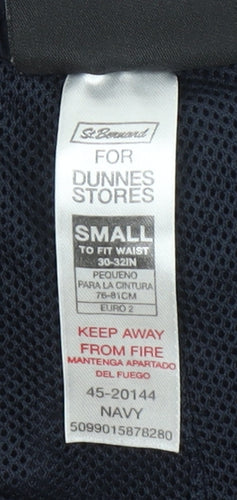 St. Bernard
FOR
DUNNES
STORES
SMALL
TO FIT WAIST
30-32IN
PEQUENO
PARA LA CINTURA
76-81CM
EURO 2
KEEP AWAY
FROM FIRE
MANTENGA APARTADO
DEL FUEGO
45-20144
NAVY
5099015878280